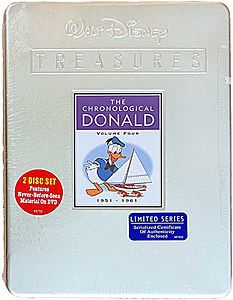 Walt Disney
TREASURES
THE
CHRONOLOGICAL
DONALD
VOLUME FOUR
1951 - 1961
2 DISC SET
Features
Never-Before-Seen
Material On DVD
LIMITED SERIES
Serialized Certificate
Of Authenticity
Enclosed